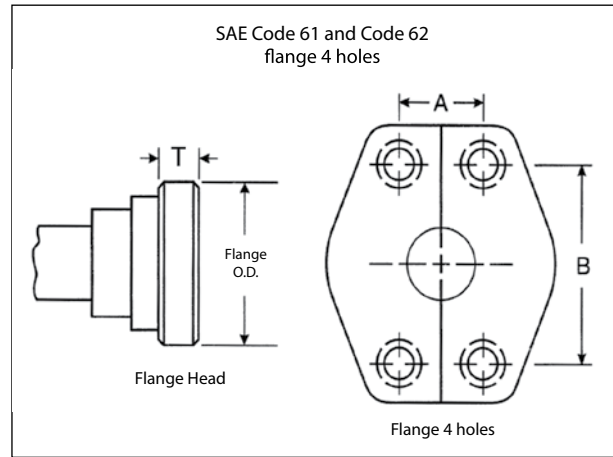 SAE Code 61 and Code 62
flange 4 holes
A
T
Flange
O.D.
B
Flange Head
Flange 4 holes